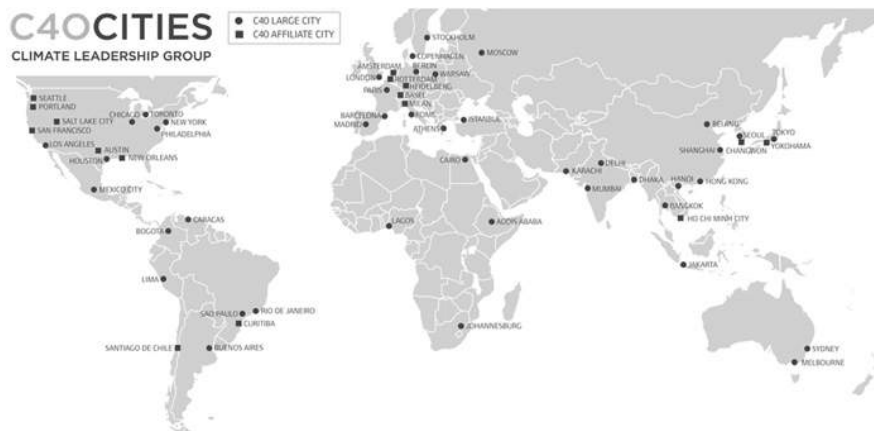 C40CITIES
CLIMATE LEADERSHIP GROUP
C40 LARGE CITY
C40 AFFILIATE CITY
STOCKHOLM
MOSCOW
COPENHAGEN
AMSTERDAM
BERLIN
LONDON
ROTTERDAM
WARSAW
HEIDELBERG
PARIS
BASEL
MILAN
BARCELONA
ROME
ISTANBUL
MADRID
ATHENS
SEATTLE
PORTLAND
CHICAGO
TORONTO
SALT LAKE CITY
NEW YORK
SAN FRANCISCO
PHILADELPHIA
LOS ANGELES
AUSTIN
HOUSTON
NEW ORLEANS
MEXICO CITY
BEIJING
SEOUL
TOKYO
SHANGHAI
CHANGWON
YOKOHAMA
CAIRO
DELHI
KARACHI
DHAKA
HANOI
HONG KONG
MUMBAI
BANGKOK
HO CHI MINH CITY
CARACAS
BOGOTA
LAGOS
ADDIS ABABA
JAKARTA
LIMA
SAO PAULO
RIO DE JANEIRO
CURITIBA
JOHANNESBURG
SANTIAGO DE CHILE
BUENOS AIRES
SYDNEY
MELBOURNE